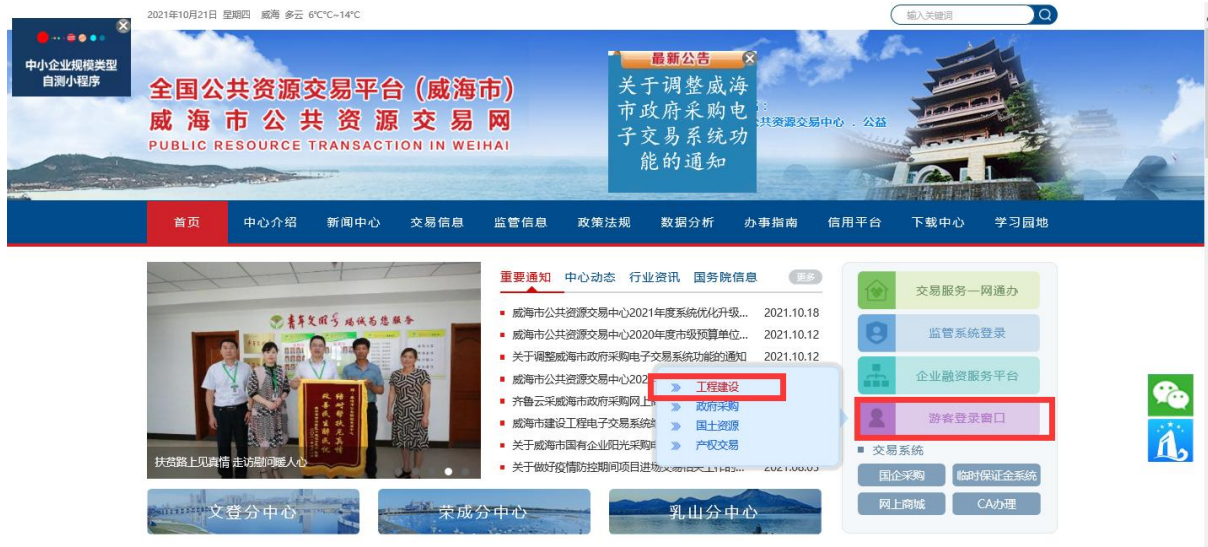 2021年10月21日 星期四 威海 多云 6℃℃~14℃
输入关键词
中小企业规模类型
自测小程序
全国公共资源交易平台（威海市）
威海市公共资源交易网
PUBLIC RESOURCE TRANSACTION IN WEIHAI
最新公告
关于调整威海
市政府采购电
子交易系统功
能的通知
共资源交易中心 . 公益
首页 中心介绍 新闻中心 交易信息 监管信息 政策法规 数据分析 办事指南 信用平台 下载中心 学习园地
青年文明号 竭诚为您服务
扶贫路上见真情 走访慰问暖人心
重要通知 中心动态 行业资讯 国务院信息 更多
威海市公共资源交易中心2021年度系统优化升级... 2021.10.18
威海市公共资源交易中心2020年度市级预算单位... 2021.10.12
关于调整威海市政府采购电子交易系统功能的通知 2021.10.12
威海市公共资源交易中心202
齐鲁云采威海市政府采购网上
威海市建设工程电子交易系统
关于威海市国有企业阳光采购
关于做好疫情防控期间项目进场交易相关工作的... 2021.08.05
工程建设
政府采购
国土资源
产权交易
交易服务一网通办
监管系统登录
企业融资服务平台
游客登录窗口
交易系统
国企采购 临时保证金系统
网上商城 CA办理
文登分中心 荣成分中心 乳山分中心